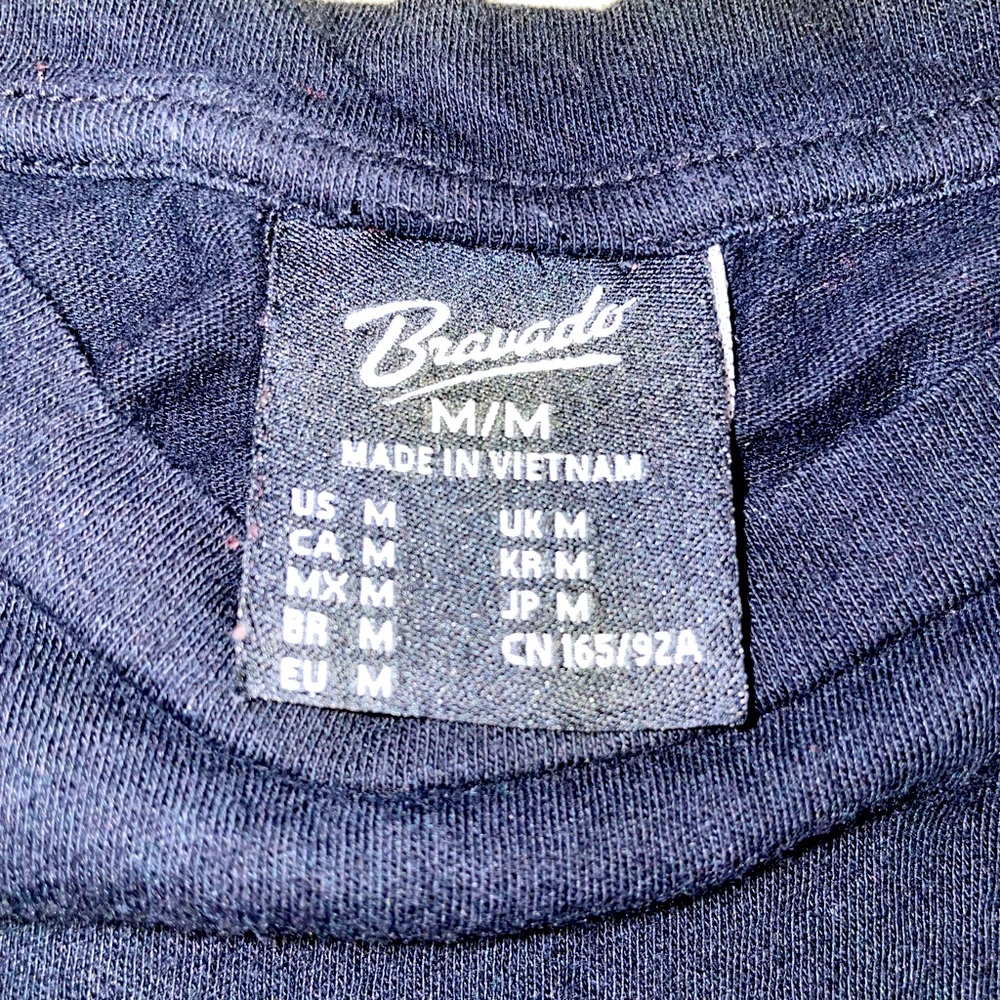 Bravado
M/M
MADE IN VIETNAM
US M
CA M
MX M
BR M
EU M
UK M
KR M
JP M
CN 165/92A